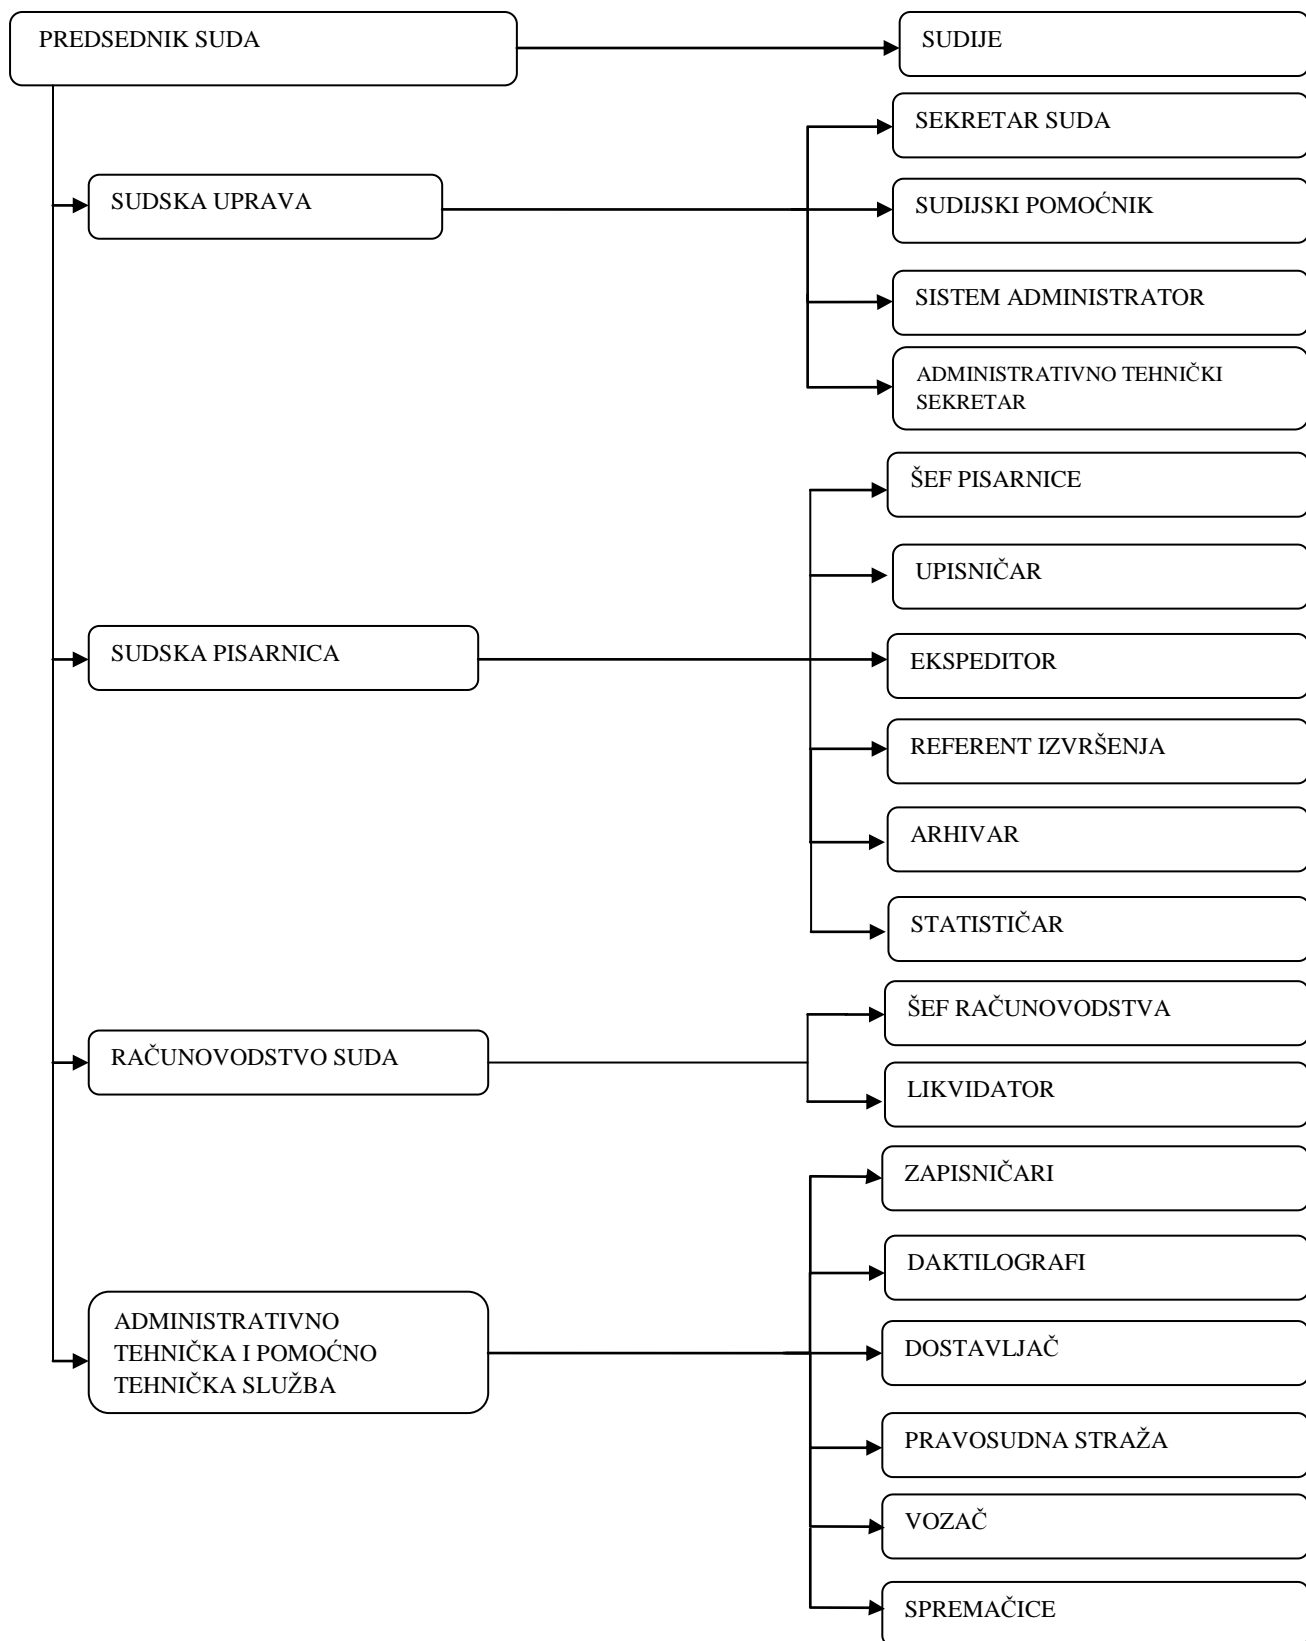 PREDSEDNIK SUDA
SUDIJE
SUDSKA UPRAVA
SEKRETAR SUDA
SUDIJSKI POMOĆNIK
SISTEM ADMINISTRATOR
ADMINISTRATIVNO TEHNIČKI
SEKRETAR
SUDSKA PISARNICA
ŠEF PISARNICE
UPISNIČAR
EKSPEDITOR
REFERENT IZVRŠENJA
ARHIVAR
STATISTIČAR
RAČUNOVODSTVO SUDA
ŠEF RAČUNOVODSTVA
LIKVIDATOR
ADMINISTRATIVNO
TEHNIČKA I POMOĆNO
TEHNIČKA SLUŽBA
ZAPISNIČARI
DAKTILOGRAFI
DOSTAVLJAČ
PRAVOSUDNA STRAŽA
VOZAČ
SPREMAČICE